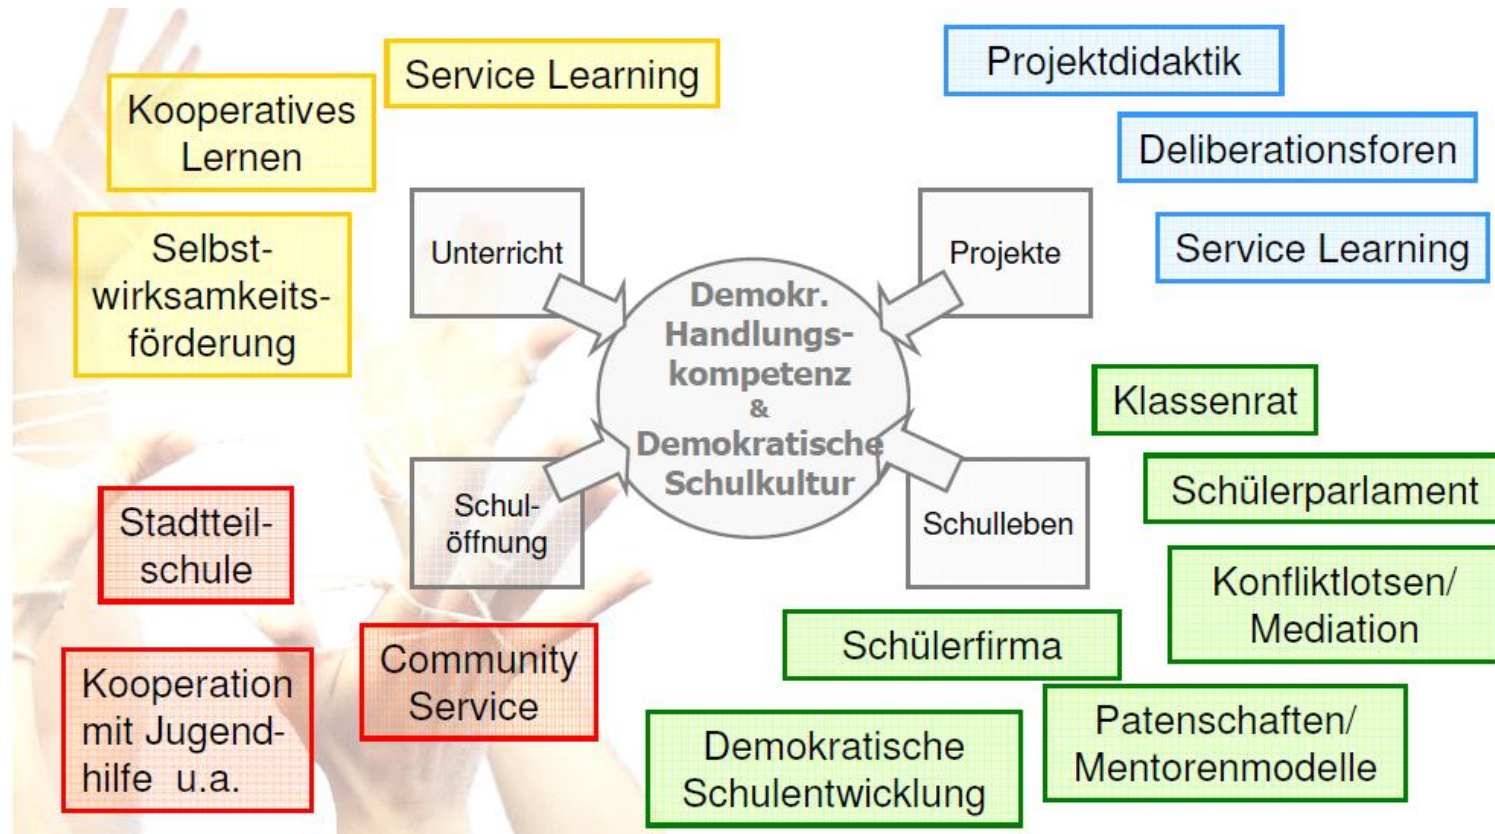 Service Learning
Kooperatives
Lernen
Selbst-
wirksamkeits-
förderung
Unterricht
Projektdidaktik
Deliberationsforen
Service Learning
Projekte
Demokr.
Handlungs-
kompetenz
&
Demokratische
Schulkultur
Schul-
öffnung
Stadtteil-
schule
Kooperation
mit Jugend-
hilfe u.a.
Community
Service
Schulleben
Klassenrat
Schülerparlament
Konfliktlotsen/
Mediation
Schülerfirma
Patenschaften/
Mentorenmodelle
Demokratische
Schulentwicklung